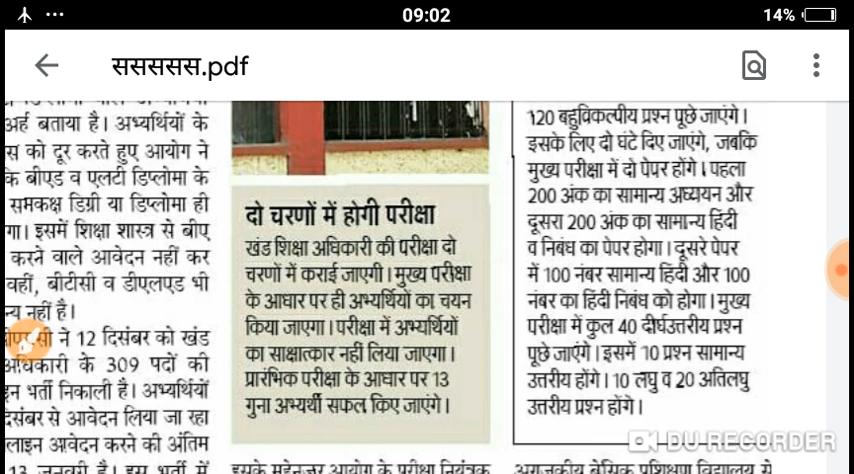 09:02
14%
सससससस.pdf
अर्ह बताया है। अभ्यर्थियों के
स को दूर करते हुए आयोग ने
के बीएड व एलटी डिप्लोमा के
समकक्ष डिग्री या डिप्लोमा ही
गा। इसमें शिक्षा शास्त्र से बीए
करने वाले आवेदन नहीं कर
वहीं, बीटीसी व डीएलएड भी
न्य नहीं है।
ने 12 दिसंबर को खंड
अधिकारी के 309 पदों की
इन भर्ती निकाली है। अभ्यर्थियों
दिसंबर से आवेदन लिया जा रहा
लाइन आवेदन करने की अंतिम
13 जनवरी है। इस भर्ती में
दो चरणों में होगी परीक्षा
खंड शिक्षा अधिकारी की परीक्षा दो
चरणों में कराई जाएगी। मुख्य परीक्षा
के आधार पर ही अभ्यर्थियों का चयन
किया जाएगा। परीक्षा में अभ्यर्थियों
का साक्षात्कार नहीं लिया जाएगा।
प्रारंभिक परीक्षा के आधार पर 13
गुना अभ्यर्थी सफल किए जाएंगे।
इसके मद्देनजर आयोग के परीक्षा नियंत्रक
120 बहुविकल्पीय प्रश्न पूछे जाएंगे।
इसके लिए दो घंटे दिए जाएंगे, जबकि
मुख्य परीक्षा में दो पेपर होंगे। पहला
200 अंक का सामान्य अध्ययन और
दूसरा 200 अंक का सामान्य हिंदी
व निबंध का पेपर होगा। दूसरे पेपर
में 100 नंबर सामान्य हिंदी और 100
नंबर का हिंदी निबंध को होगा। मुख्य
परीक्षा में कुल 40 दीर्घउत्तरीय प्रश्न
पूछे जाएंगे। इसमें 10 प्रश्न सामान्य
उत्तरीय होंगे। 10 लघु व 20 अतिलघु
उत्तरीय प्रश्न होंगे।
अराजकीय बेसिक प्रशिक्षण विद्यालय से
DU RECORDER